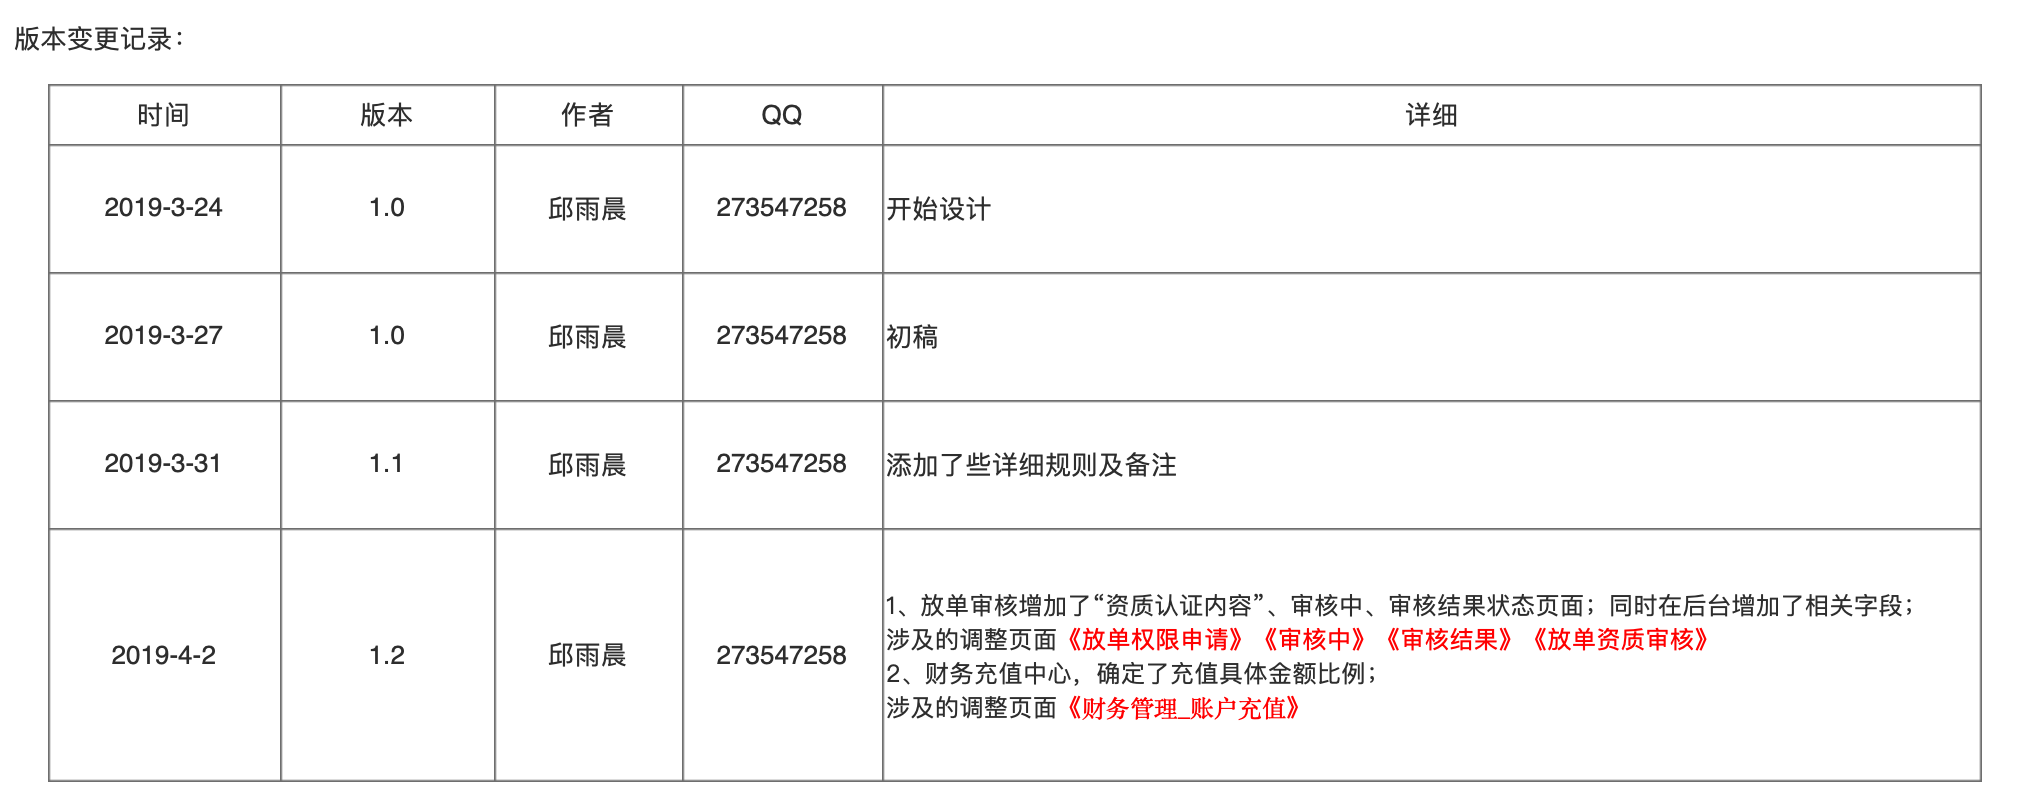 版本变更记录：
时间 版本 作者 QQ 详细
2019-3-24 1.0 邱雨晨 273547258 开始设计
2019-3-27 1.0 邱雨晨 273547258 初稿
2019-3-31 1.1 邱雨晨 273547258 添加了些详细规则及备注
2019-4-2 1.2 邱雨晨 273547258
1、放单审核增加了“资质认证内容”、审核中、审核结果状态页面；同时在后台增加了相关字段；
涉及的调整页面《放单权限申请》《审核中》《审核结果》《放单资质审核》
2、财务充值中心，确定了充值具体金额比例；
涉及的调整页面《财务管理_账户充值》